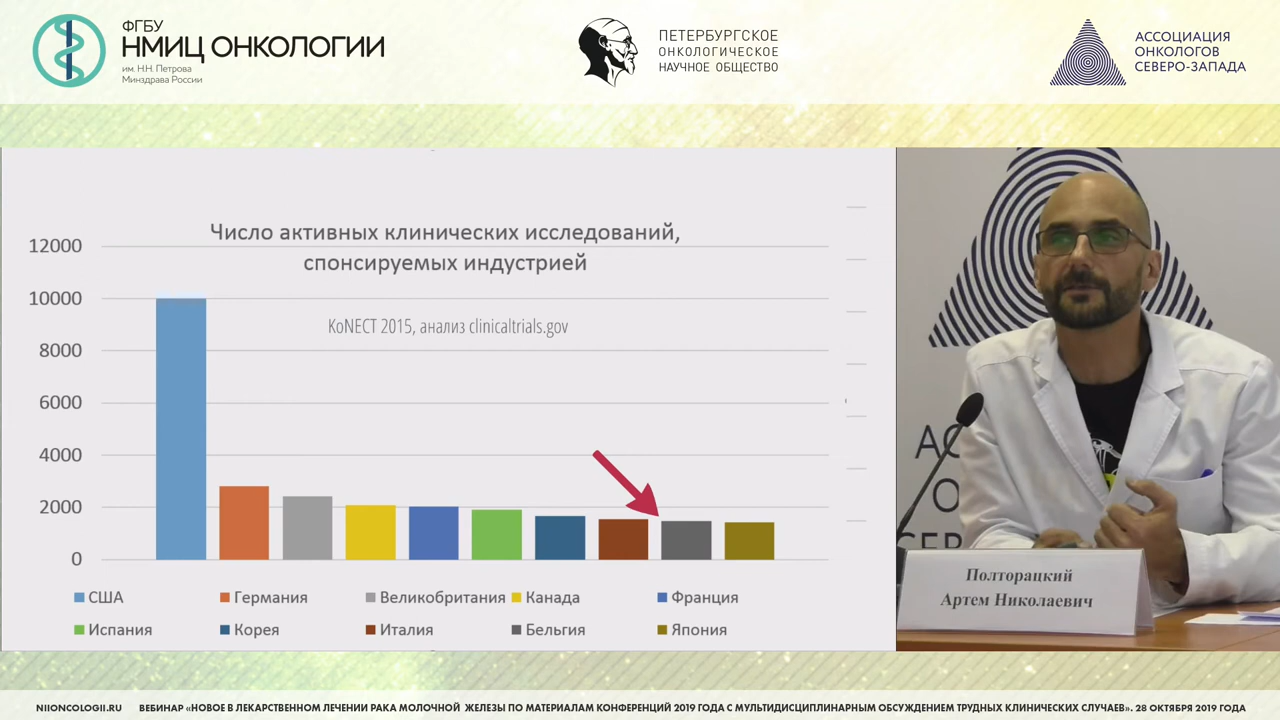 ФГБУ
НМИЦ ОНКОЛОГИИ
им. Н.Н. Петрова
Минздрава России
ПЕТЕРБУРГСКОЕ
ОНКОЛОГИЧЕСКОЕ
НАУЧНОЕ ОБЩЕСТВО
АССОЦИАЦИЯ
ОНКОЛОГОВ
СЕВЕРО-ЗАПАДА
Число активных клинических исследований,
спонсируемых индустрией
KoNECT 2015, анализ clinicaltrials.gov
12000
10000
8000
6000
4000
2000
0
США Германия Великобритания Канада Франция
Испания Корея Италия Бельгия Япония
Полторацкий
Артем Николаевич
NIIONCOLOGII.RU ВЕБИНАР «НОВОЕ В ЛЕКАРСТВЕННОМ ЛЕЧЕНИИ РАКА МОЛОЧНОЙ ЖЕЛЕЗЫ ПО МАТЕРИАЛАМ КОНФЕРЕНЦИЙ 2019 ГОДА С МУЛЬТИДИСЦИПЛИНАРНЫМ ОБСУЖДЕНИЕМ ТРУДНЫХ КЛИНИЧЕСКИХ СЛУЧАЕВ». 28 ОКТЯБРЯ 2019 ГОДА